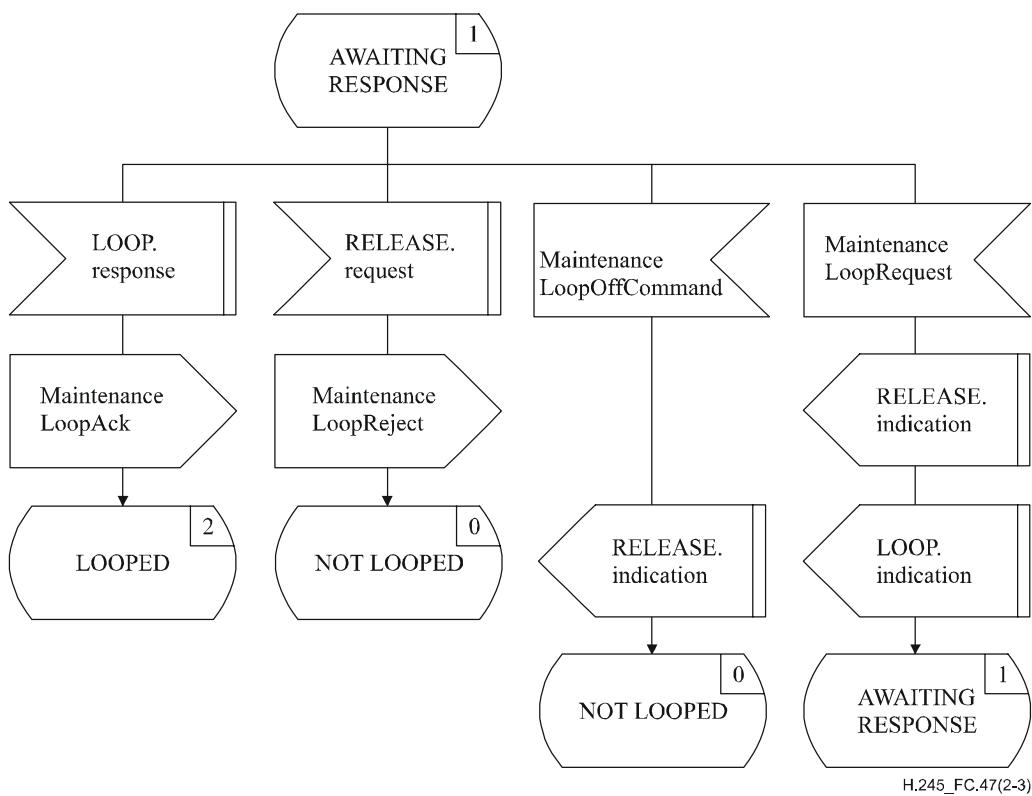 1
AWAITING
RESPONSE
LOOP.
response
RELEASE.
request
Maintenance
LoopOffCommand
Maintenance
LoopRequest
Maintenance
LoopAck
Maintenance
LoopReject
RELEASE.
indication
2
LOOPED
0
NOT LOOPED
RELEASE.
indication
LOOP.
indication
0
NOT LOOPED
1
AWAITING
RESPONSE
H.245_FC.47(2-3)